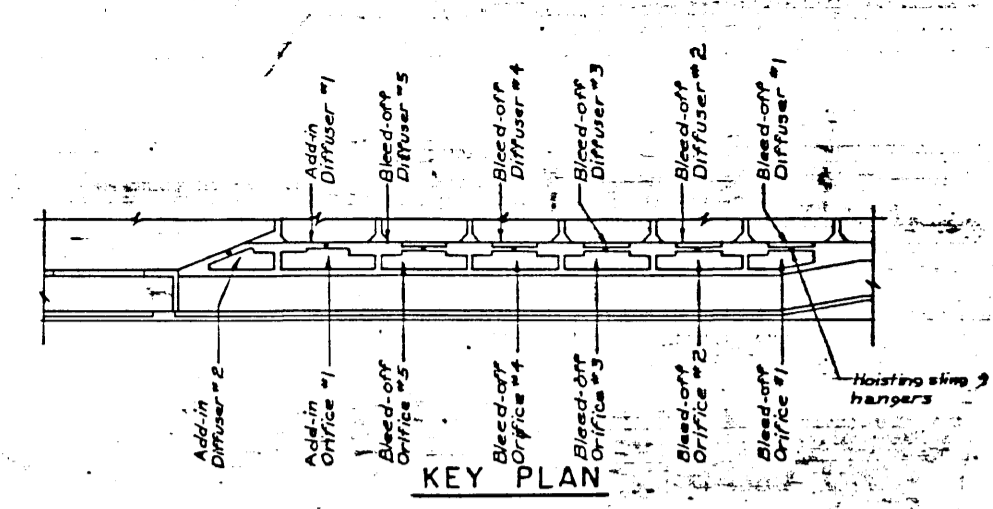 Add-in
Diffuser #1
Bleed-off
Diffuser #5
Bleed-off
Diffuser #4
Bleed-off
Diffuser #3
Bleed-off
Diffuser #2
Bleed-off
Diffuser #1
Add-in
Diffuser #2
Add-in
Orifice #1
Bleed-off
Orifice #5
Bleed-off
Orifice #4
Bleed-off
Orifice #3
Bleed-off
Orifice #2
Bleed-off
Orifice #1
Hoisting sling &
hangers
KEY PLAN